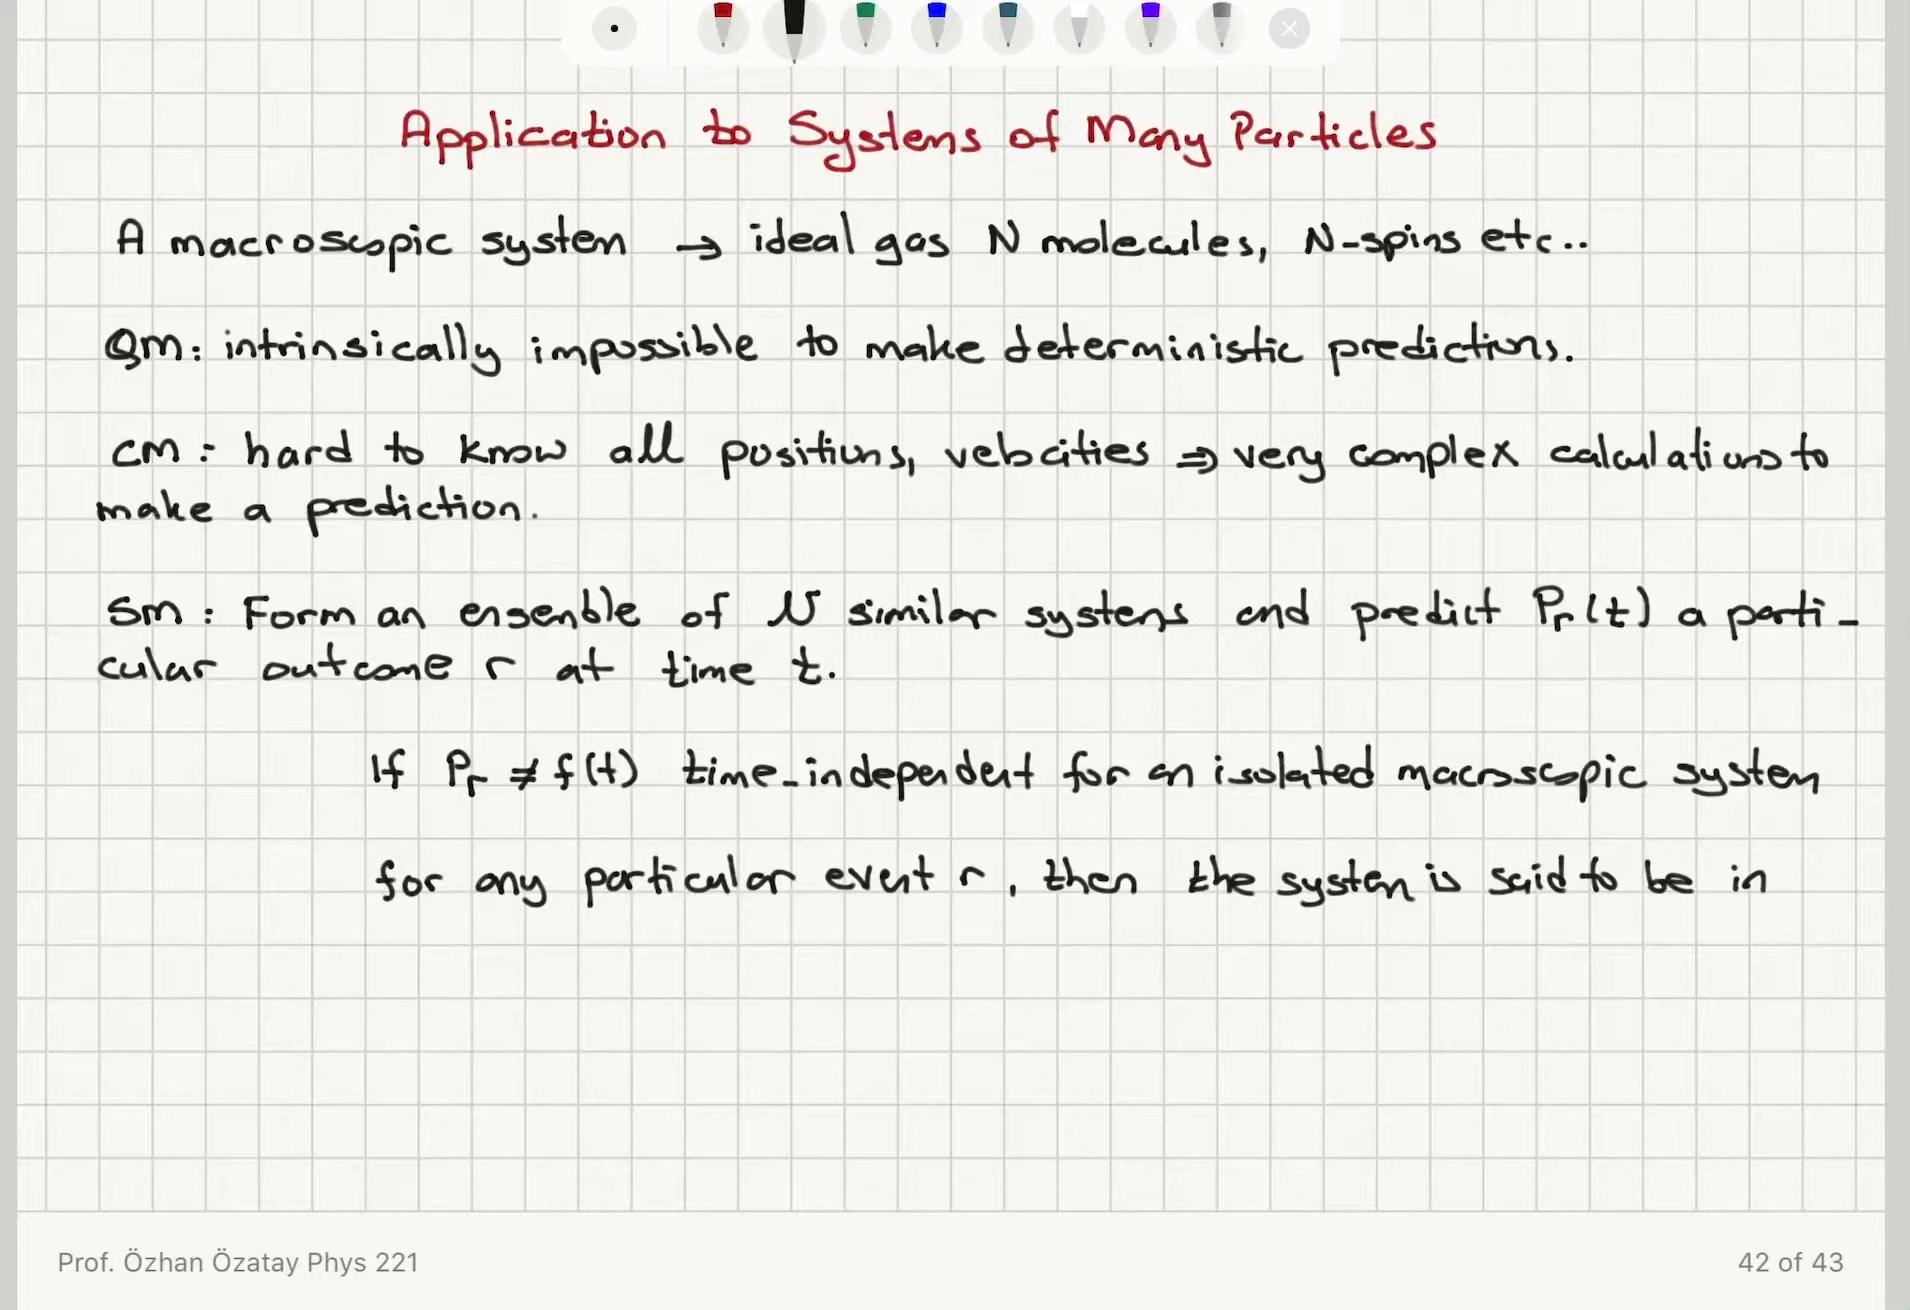 Application to Systems of Many Particles
A macroscopic system → ideal gas N molecules, N-spins etc..
QM: intrinsically impossible to make deterministic predictions.
CM: hard to know all positions, velocities ⇒ very complex calculations to
make a prediction.
SM: Form an ensemble of N similar systems and predict Pr(t) a parti-
cular outcome r at time t.
If Pr ≠ f(t) time-independent for an isolated macroscopic system
for any particular event r, then the system is said to be in
Prof. Özhan Özatay Phys 221
42 of 43